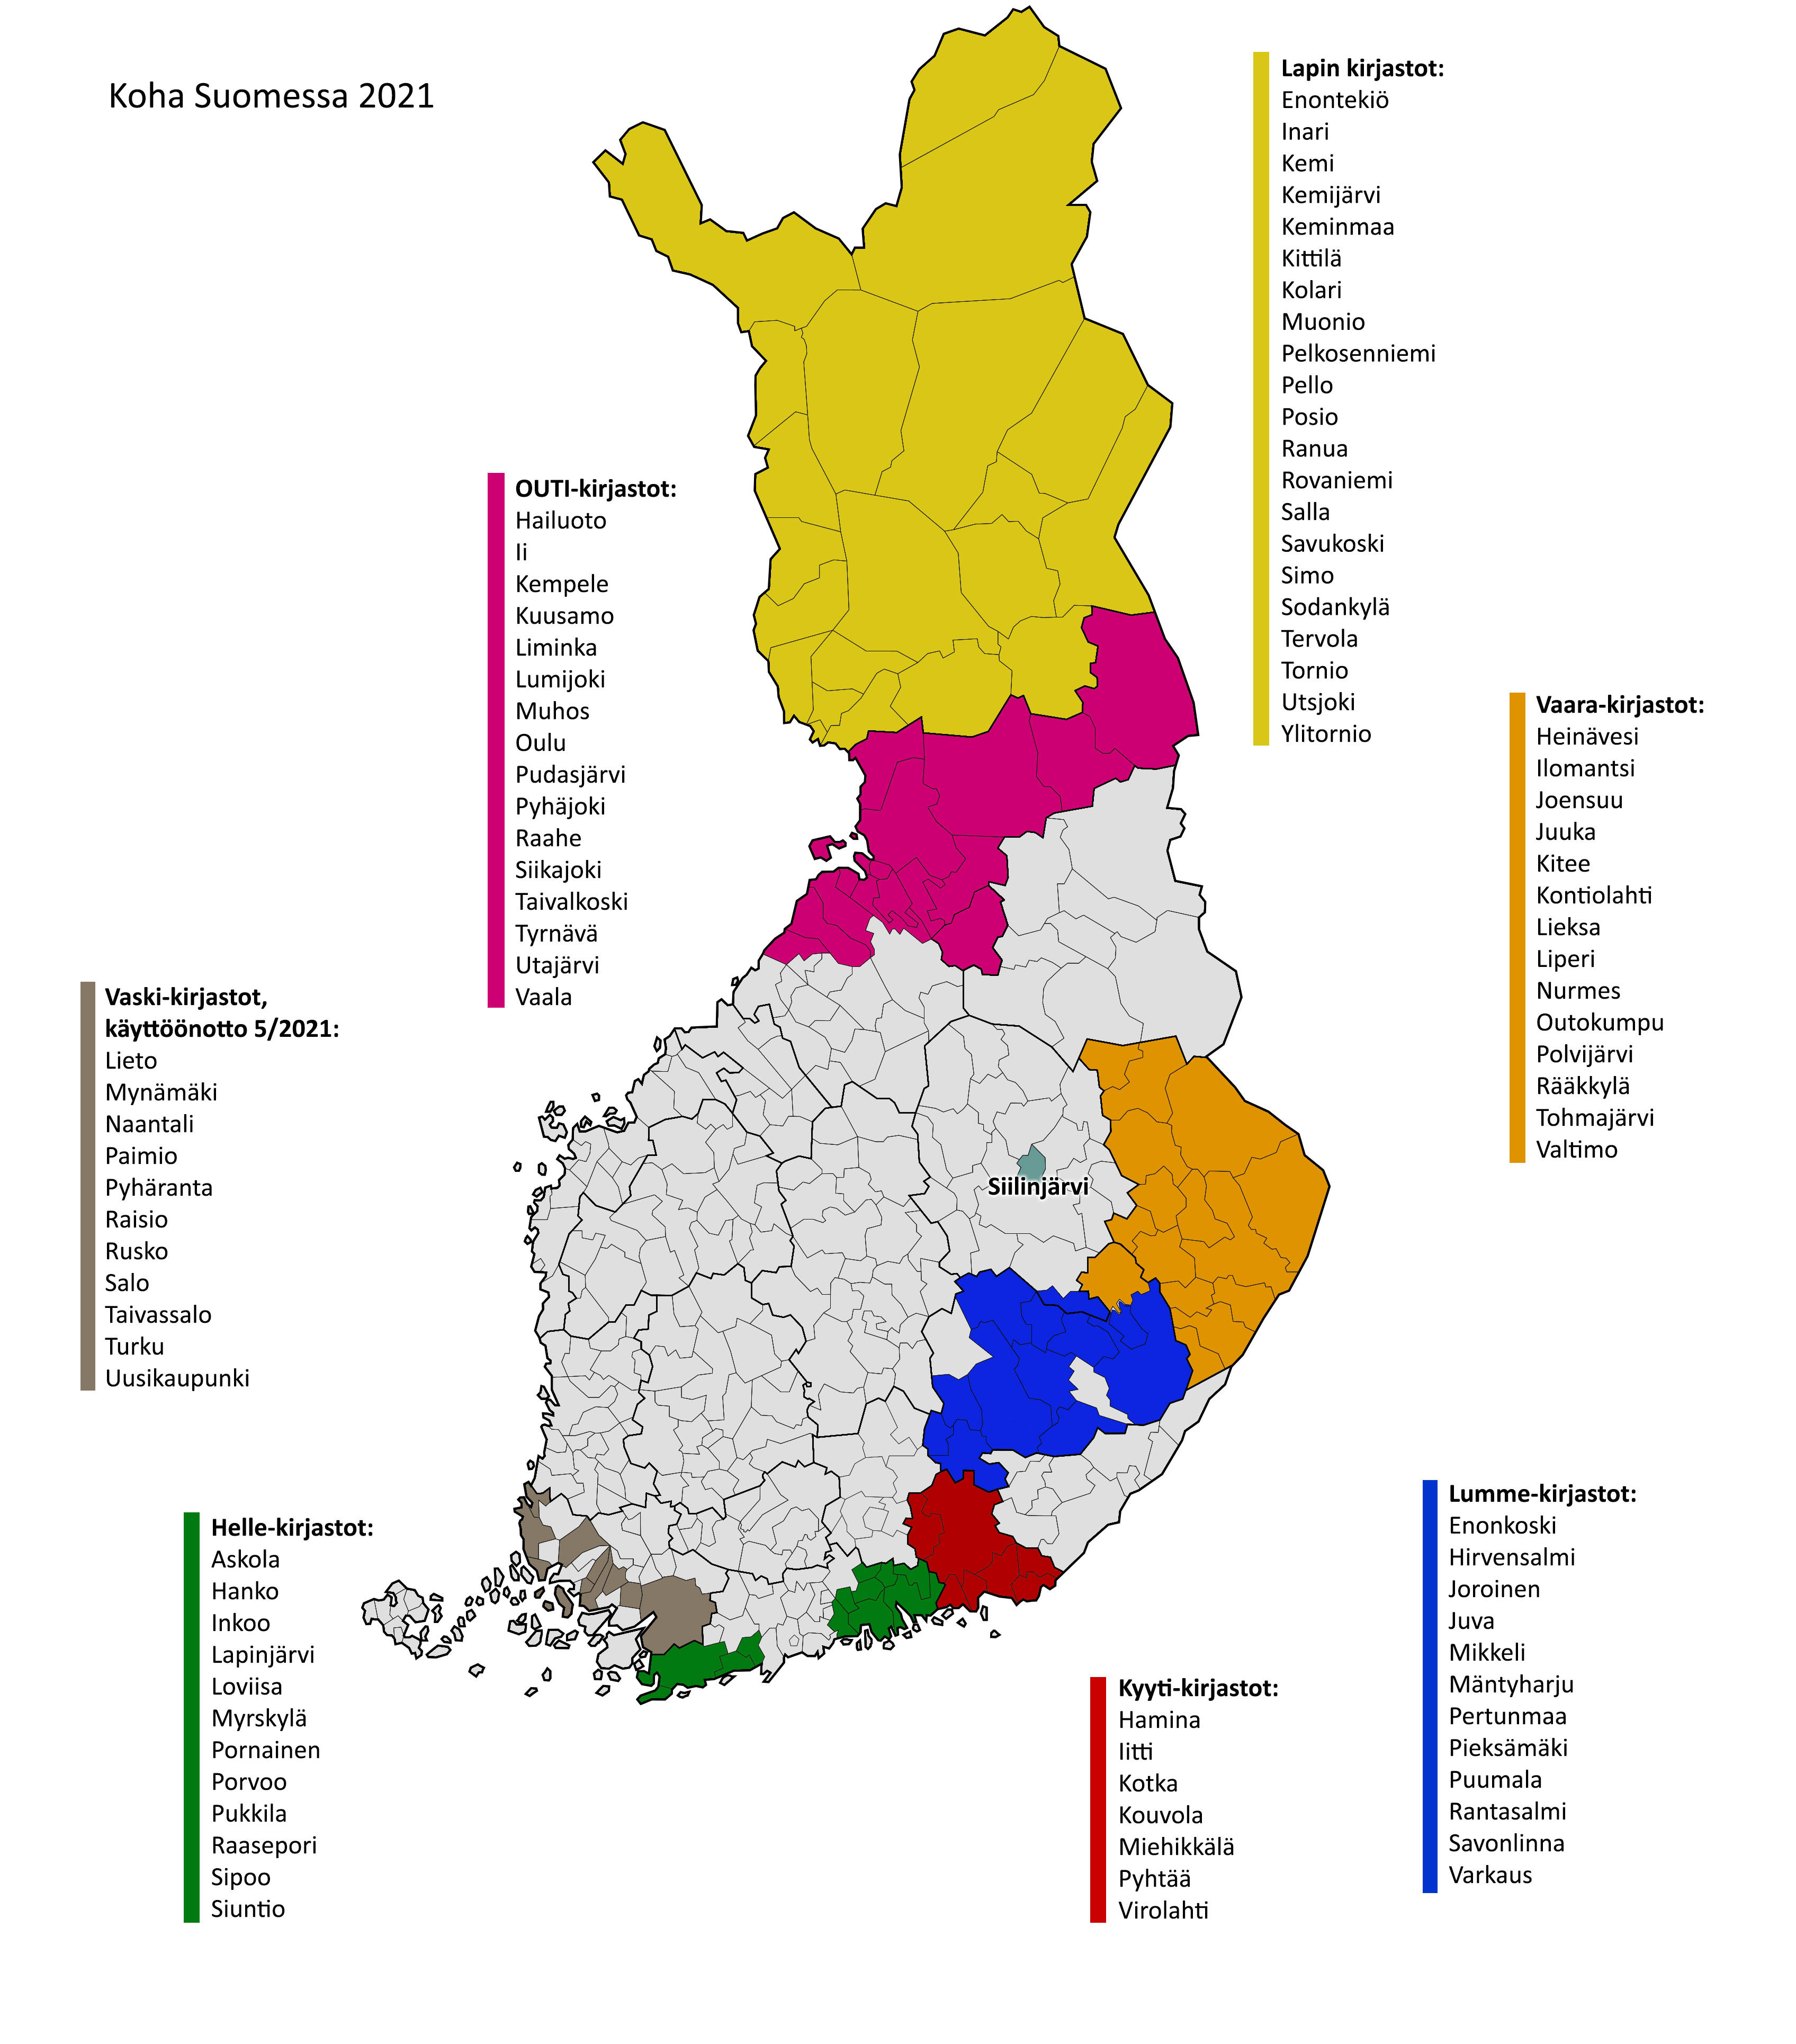 Koha Suomessa 2021
Lapin kirjastot:
Enontekiö
Inari
Kemi
Kemijärvi
Keminmaa
Kittilä
Kolari
Muonio
Pelkosenniemi
Pello
Posio
Ranua
Rovaniemi
Salla
Savukoski
Simo
Sodankylä
Tervola
Tornio
Utsjoki
Ylitornio
OUTI-kirjastot:
Hailuoto
Ii
Kempele
Kuusamo
Liminka
Lumijoki
Muhos
Oulu
Pudasjärvi
Pyhäjoki
Raahe
Siikajoki
Taivalkoski
Tyrnävä
Utajärvi
Vaala
Vaara-kirjastot:
Heinävesi
Ilomantsi
Joensuu
Juuka
Kitee
Kontiolahti
Lieksa
Liperi
Nurmes
Outokumpu
Polvijärvi
Rääkkylä
Tohmajärvi
Valtimo
Vaski-kirjastot,
käyttöönotto 5/2021:
Lieto
Mynämäki
Naantali
Paimio
Pyhäranta
Raisio
Rusko
Salo
Taivassalo
Turku
Uusikaupunki
Siilinjärvi
Helle-kirjastot:
Askola
Hanko
Inkoo
Lapinjärvi
Loviisa
Myrskylä
Pornainen
Porvoo
Pukkila
Raasepori
Sipoo
Siuntio
Kyyti-kirjastot:
Hamina
Iitti
Kotka
Kouvola
Miehikkälä
Pyhtää
Virolahti
Lumme-kirjastot:
Enonkoski
Hirvensalmi
Joroinen
Juva
Mikkeli
Mäntyharju
Pertunmaa
Pieksämäki
Puumala
Rantasalmi
Savonlinna
Varkaus